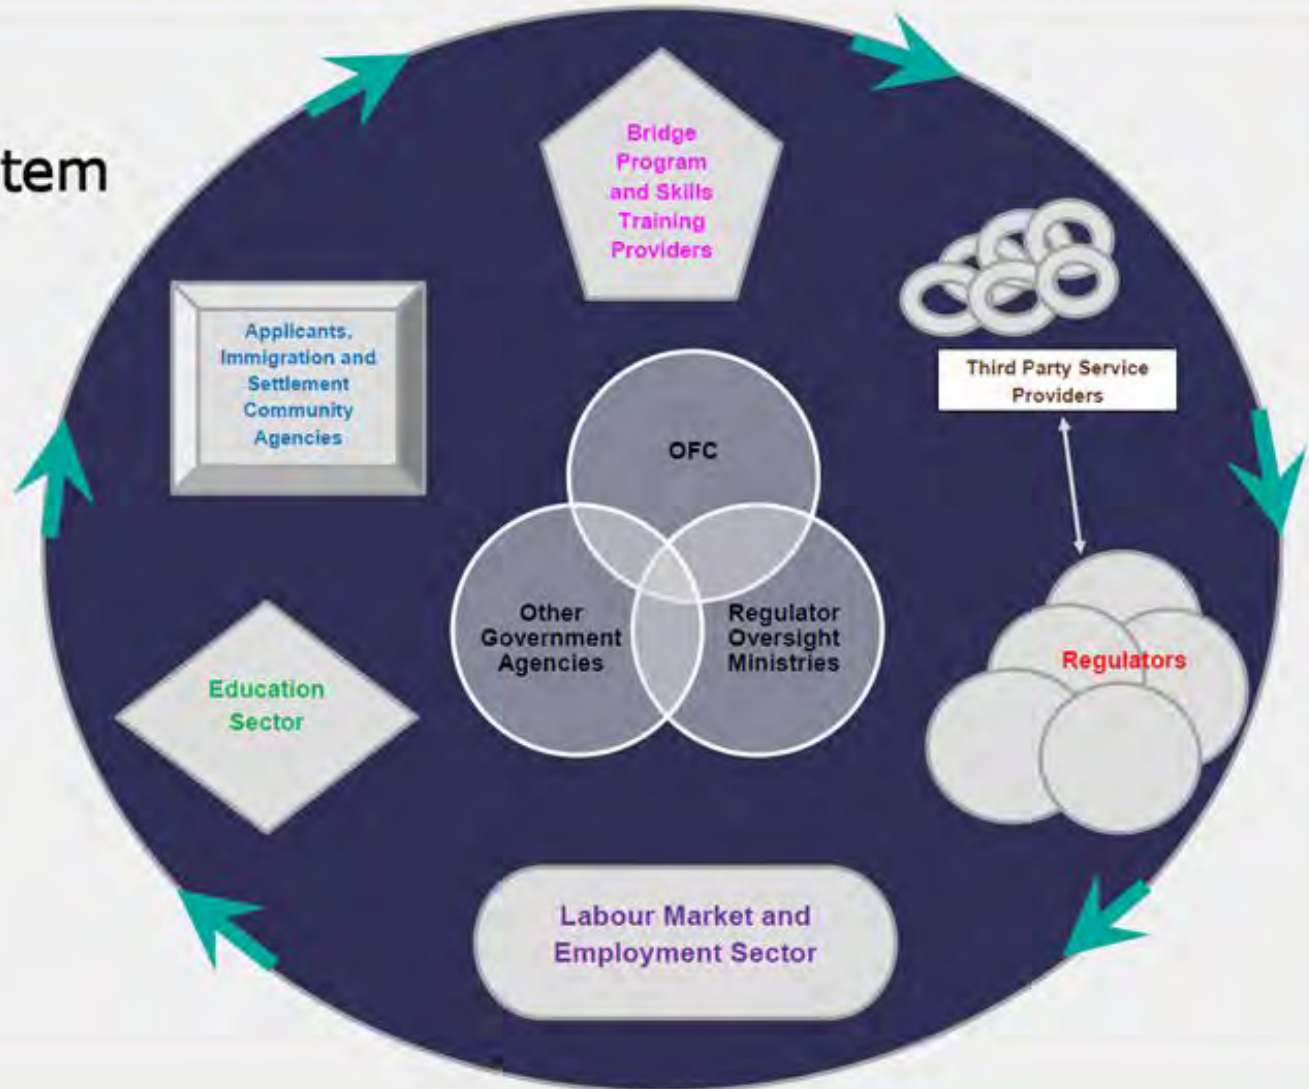 tem
Bridge
Program
and Skills
Training
Providers
Applicants,
Immigration and
Settlement
Community
Agencies
Third Party Service
Providers
OFC
Other
Government
Agencies
Regulator
Oversight
Ministries
Regulators
Education
Sector
Labour Market and
Employment Sector